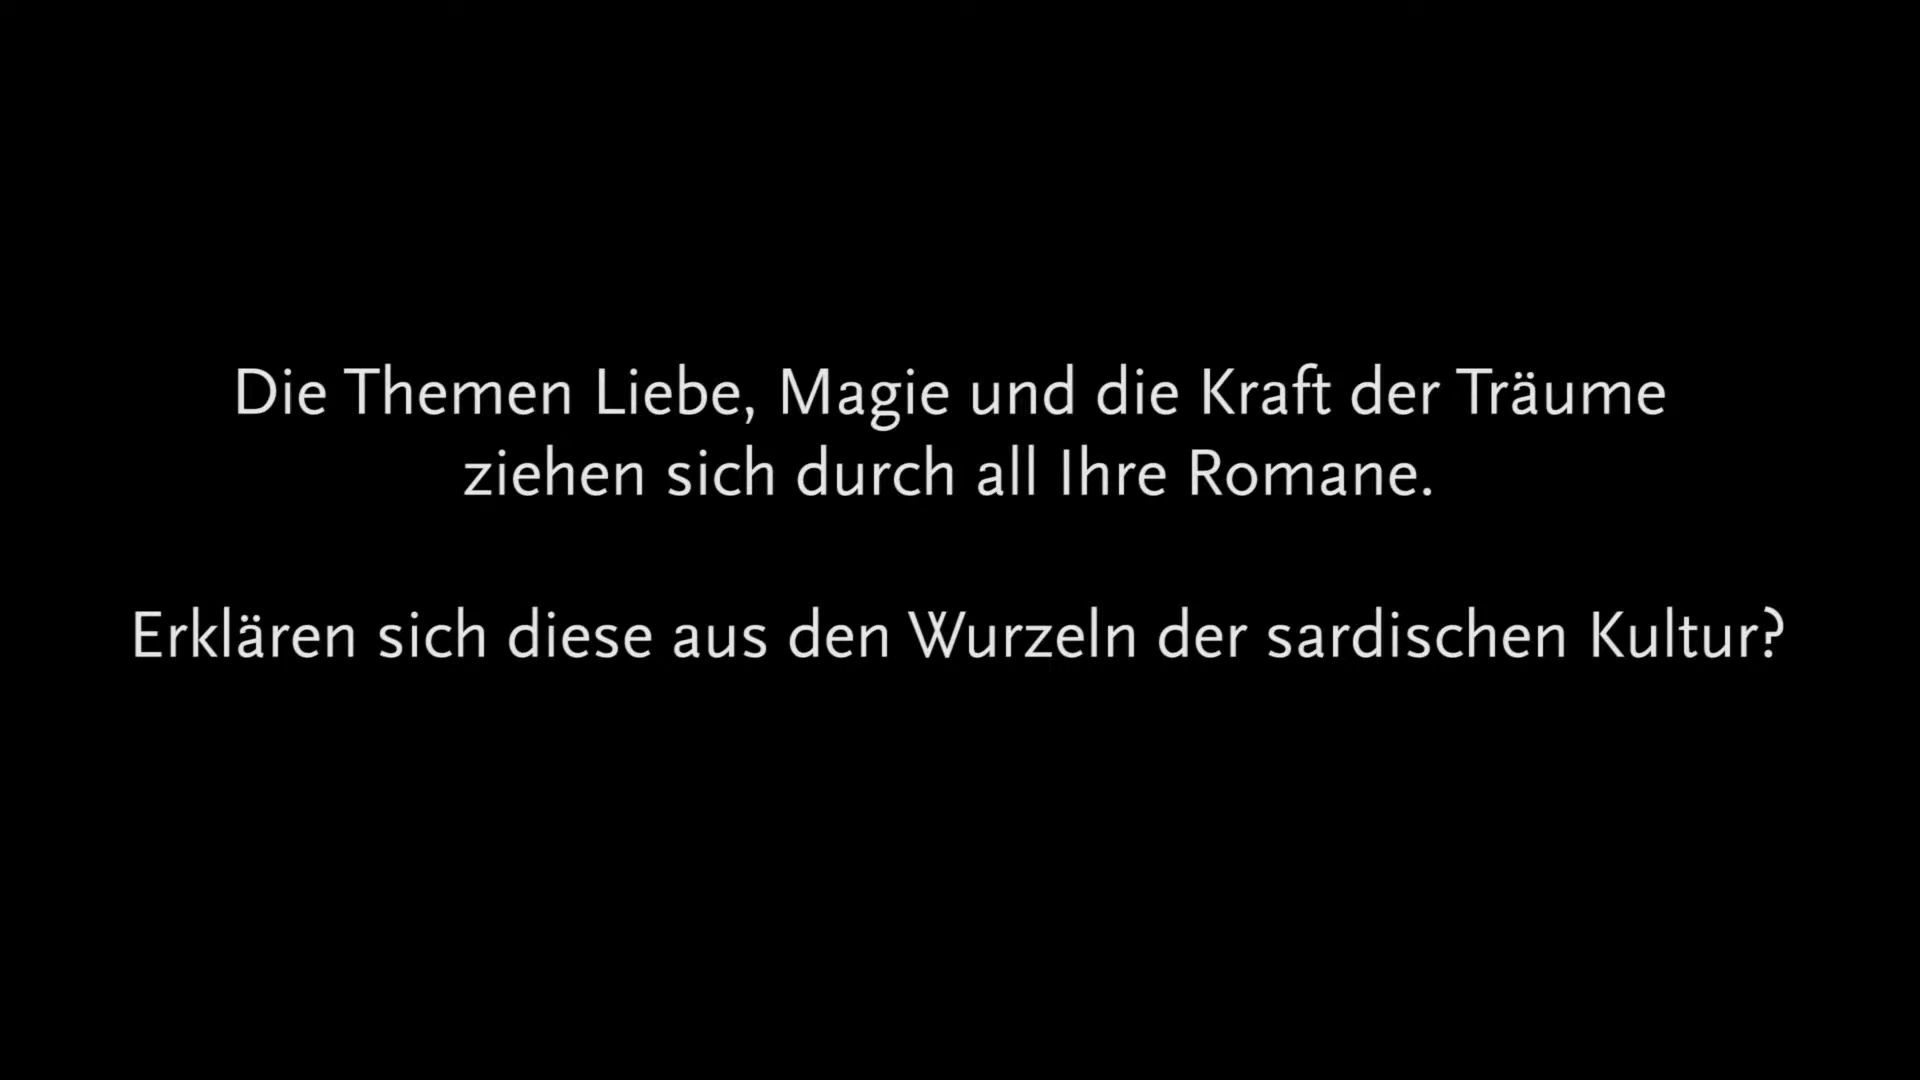 Die Themen Liebe, Magie und die Kraft der Träume
ziehen sich durch all Ihre Romane.
Erklären sich diese aus den Wurzeln der sardischen Kultur?